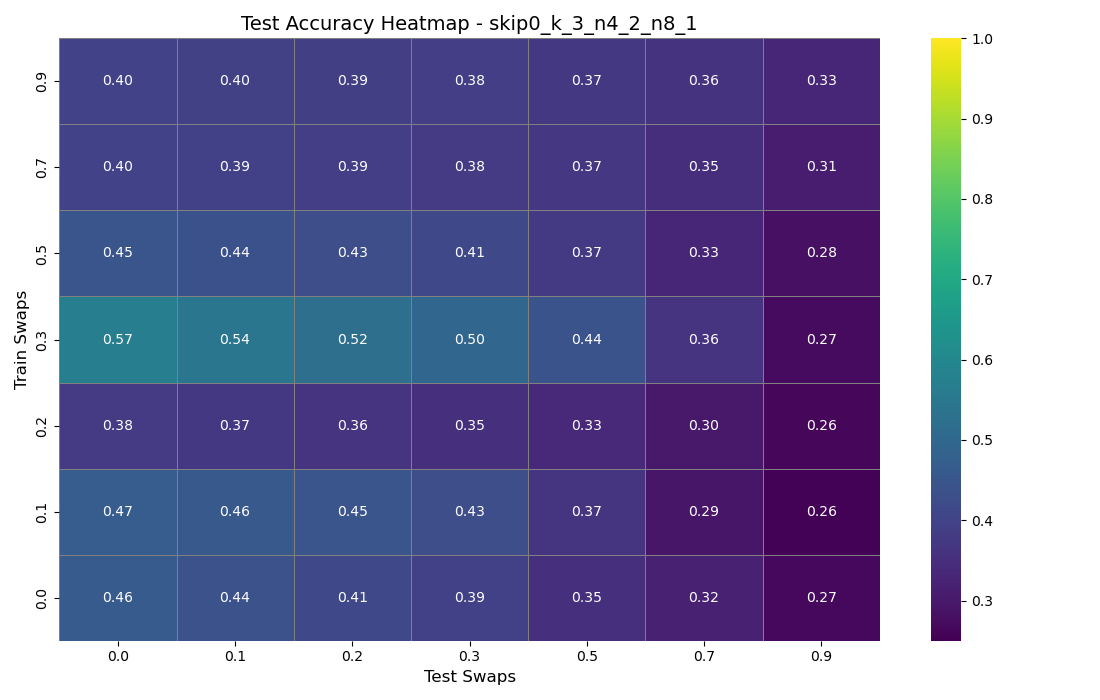 Test Accuracy Heatmap - skip0_k_3_n4_2_n8_1
Train Swaps
0.9 0.40 0.40 0.39 0.38 0.37 0.36 0.33
0.7 0.40 0.39 0.39 0.38 0.37 0.35 0.31
0.5 0.45 0.44 0.43 0.41 0.37 0.33 0.28
0.3 0.57 0.54 0.52 0.50 0.44 0.36 0.27
0.2 0.38 0.37 0.36 0.35 0.33 0.30 0.26
0.1 0.47 0.46 0.45 0.43 0.37 0.29 0.26
0.0 0.46 0.44 0.41 0.39 0.35 0.32 0.27
0.0 0.1 0.2 0.3 0.5 0.7 0.9
Test Swaps
1.0
0.9
0.8
0.7
0.6
0.5
0.4
0.3